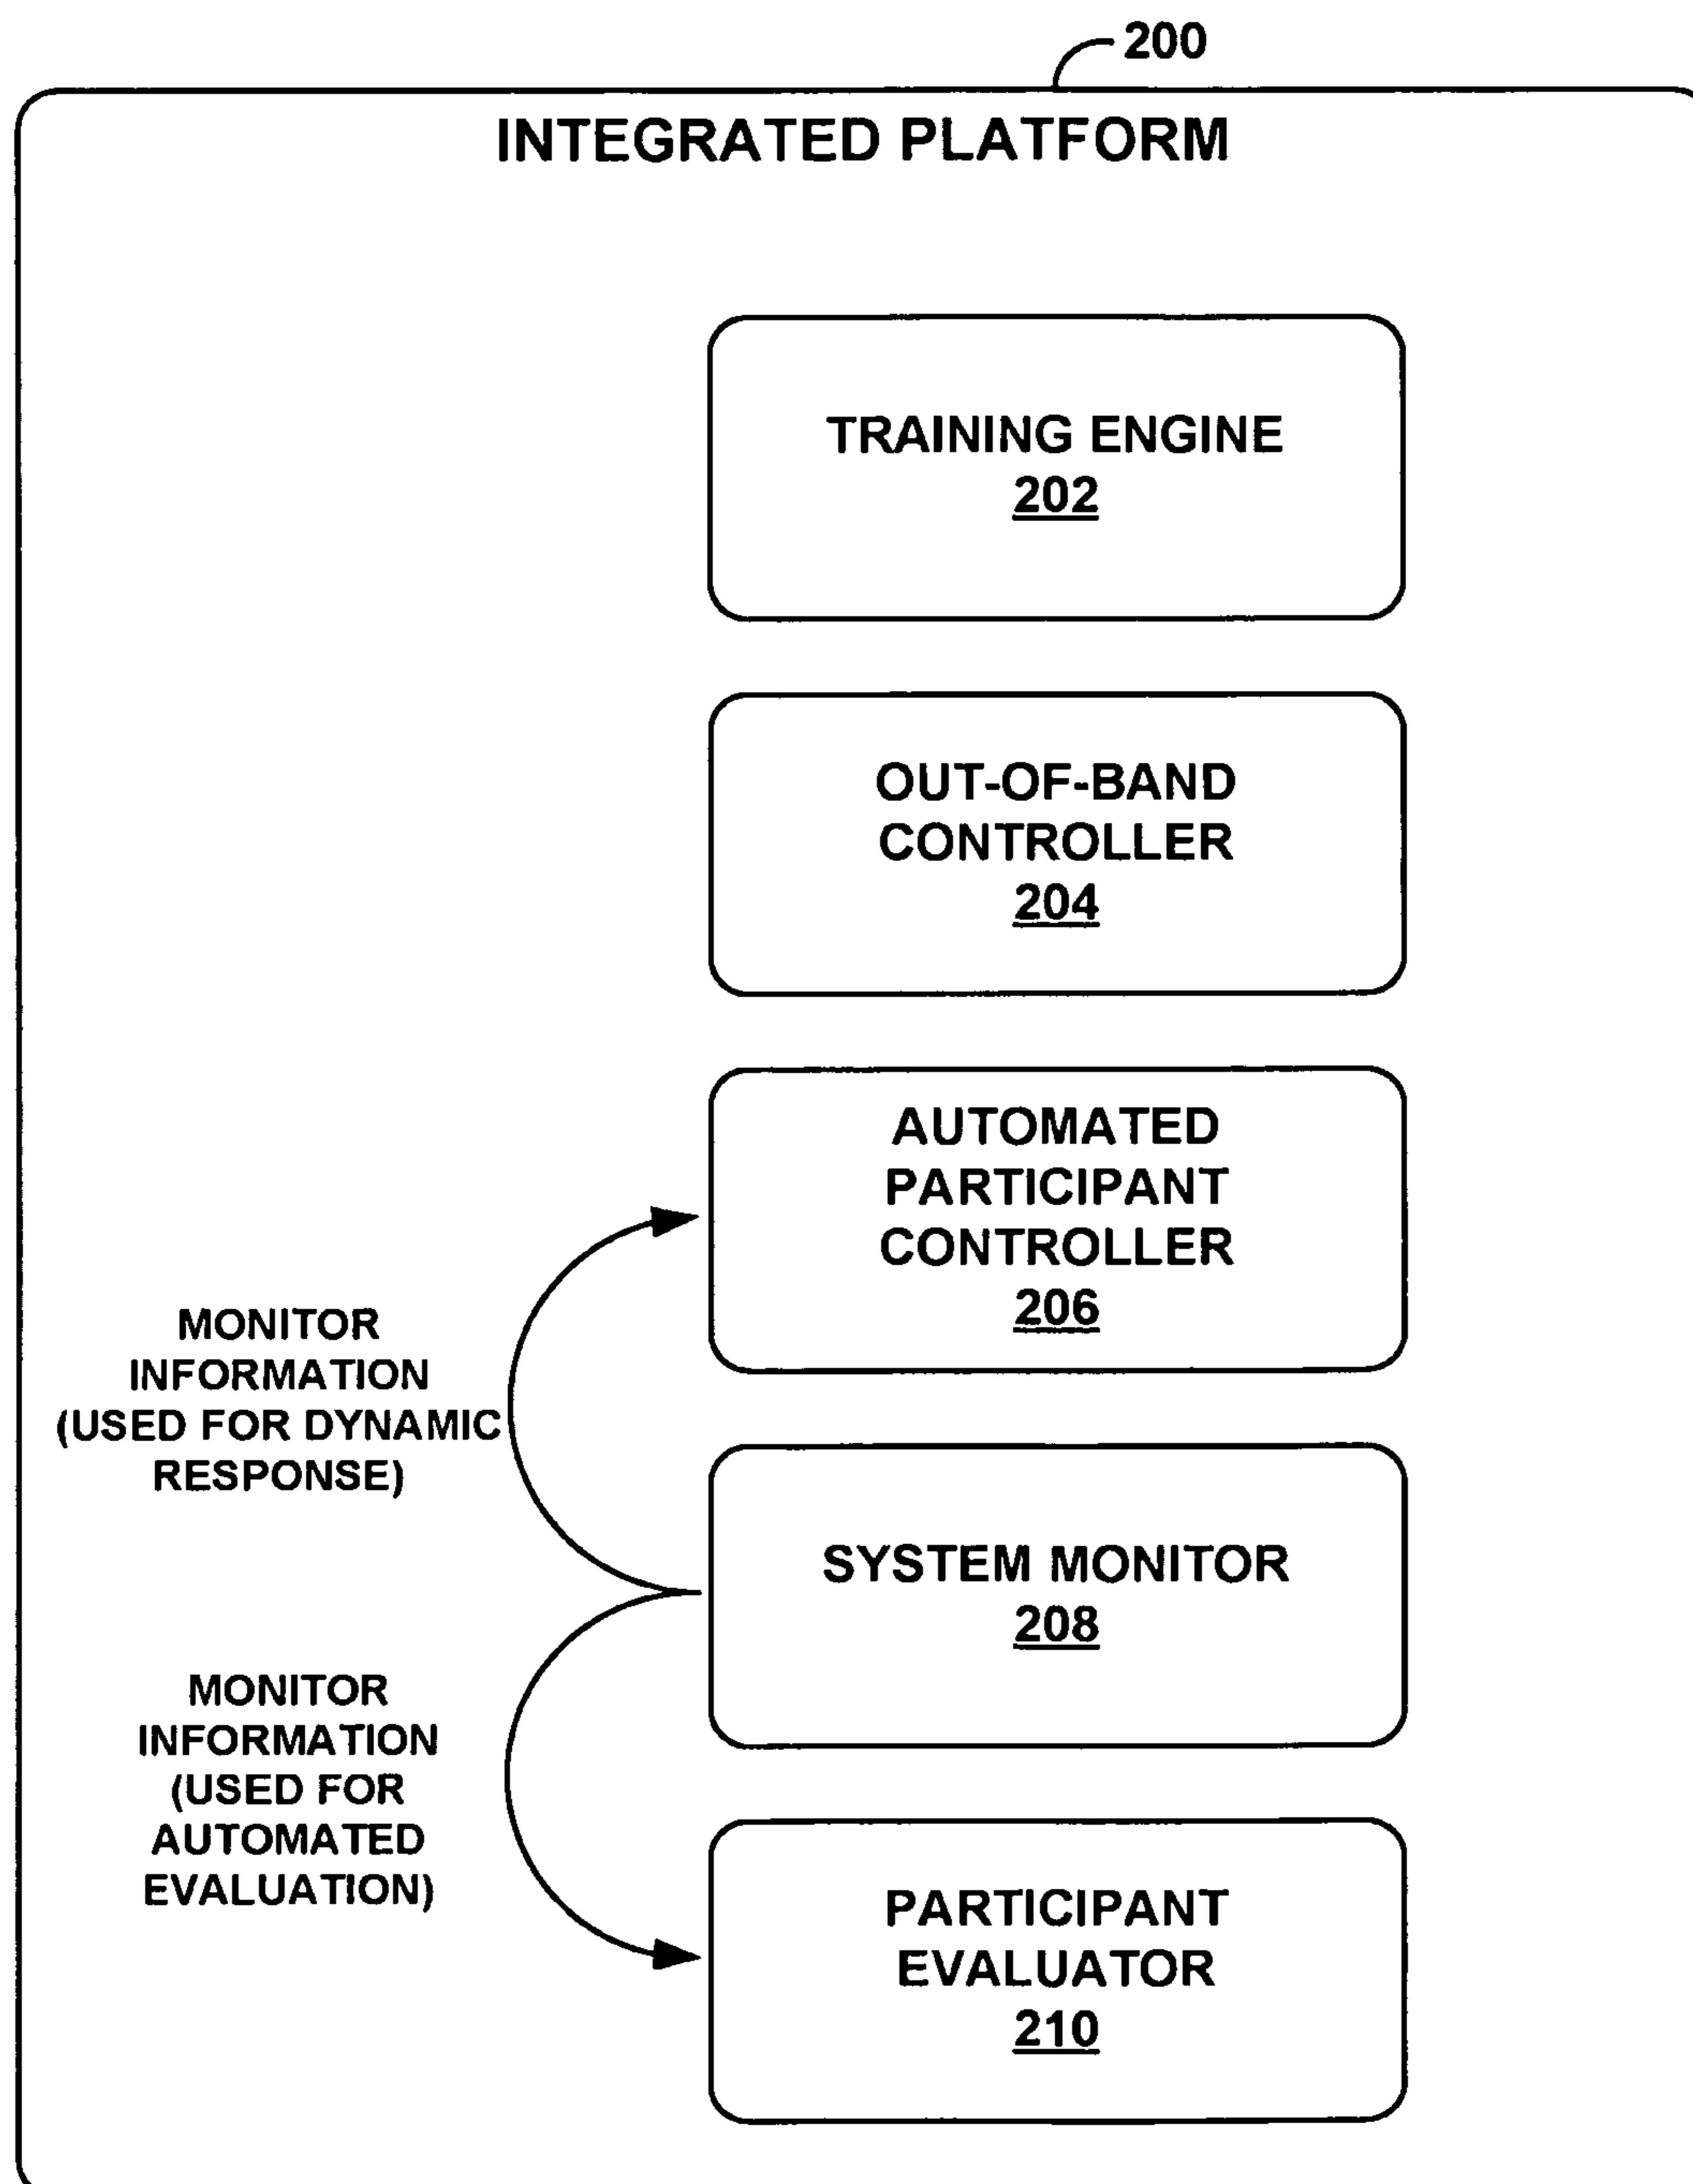 200
INTEGRATED PLATFORM
TRAINING ENGINE
202
OUT-OF-BAND
CONTROLLER
204
AUTOMATED
PARTICIPANT
CONTROLLER
206
MONITOR
INFORMATION
(USED FOR DYNAMIC
RESPONSE)
SYSTEM MONITOR
208
MONITOR
INFORMATION
(USED FOR
AUTOMATED
EVALUATION)
PARTICIPANT
EVALUATOR
210